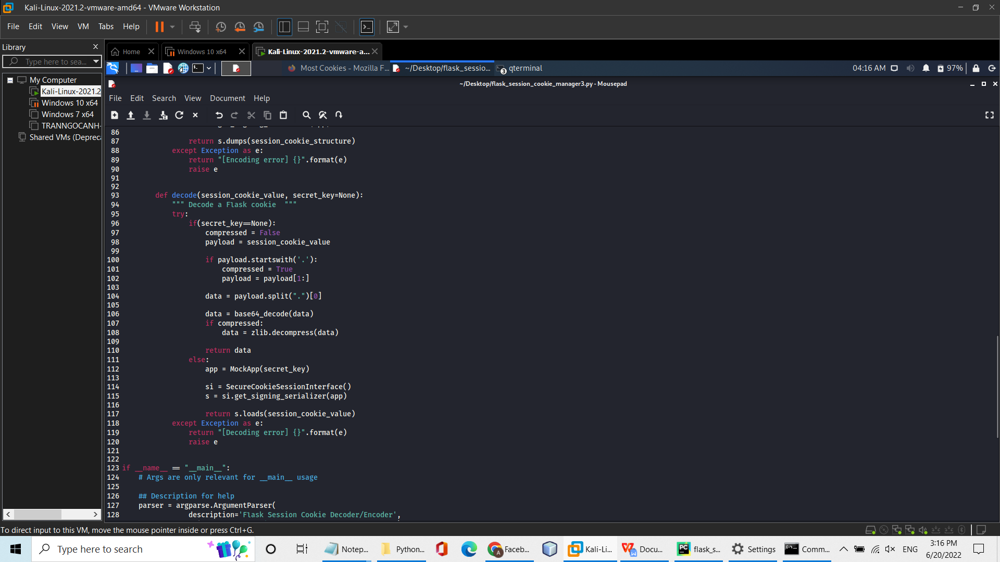 Kali-Linux-2021.2-vmware-amd64 - VMware Workstation
File Edit View VM Tabs Help
Library
Type here to sea...
Home
Windows 10 x64
Kali-Linux-2021.2-vmware-a...
Most Cookies - Mozilla F...
~/Desktop/flask_sessio...
3
qterminal
04:16 AM
97%
My Computer
Kali-Linux-2021.2
Windows 10 x64
Windows 7 x64
TRANNGOCANH-
Shared VMs (Depreca
~/Desktop/flask_session_cookie_manager3.py - Mousepad
File Edit Search View Document Help
86
87 return s.dumps(session_cookie_structure)
88 except Exception as e:
89 return "[Encoding error] {}".format(e)
90 raise e
91
92
93 def decode(session_cookie_value, secret_key=None):
94 """ Decode a Flask cookie  """
95 try:
96 if(secret_key==None):
97 compressed = False
98 payload = session_cookie_value
99
100 if payload.startswith('.'):
101 compressed = True
102 payload = payload[1:]
103
104 data = payload.split(".")[0]
105
106 data = base64_decode(data)
107 if compressed:
108 data = zlib.decompress(data)
109
110 return data
111 else:
112 app = MockApp(secret_key)
113
114 si = SecureCookieSessionInterface()
115 s = si.get_signing_serializer(app)
116
117 return s.loads(session_cookie_value)
118 except Exception as e:
119 return "[Decoding error] {}".format(e)
120 raise e
121
122
123 if __name__ == "__main__":
124 # Args are only relevant for __main__ usage
125
126 ## Description for help
127 parser = argparse.ArgumentParser(
128 description='Flask Session Cookie Decoder/Encoder',
To direct input to this VM, move the mouse pointer inside or press Ctrl+G.
Type here to search
Notep...
Python...
Faceb...
Kali-Li...
Docu...
flask_s...
Settings
Comm...
ENG
3:16 PM
6/20/2022